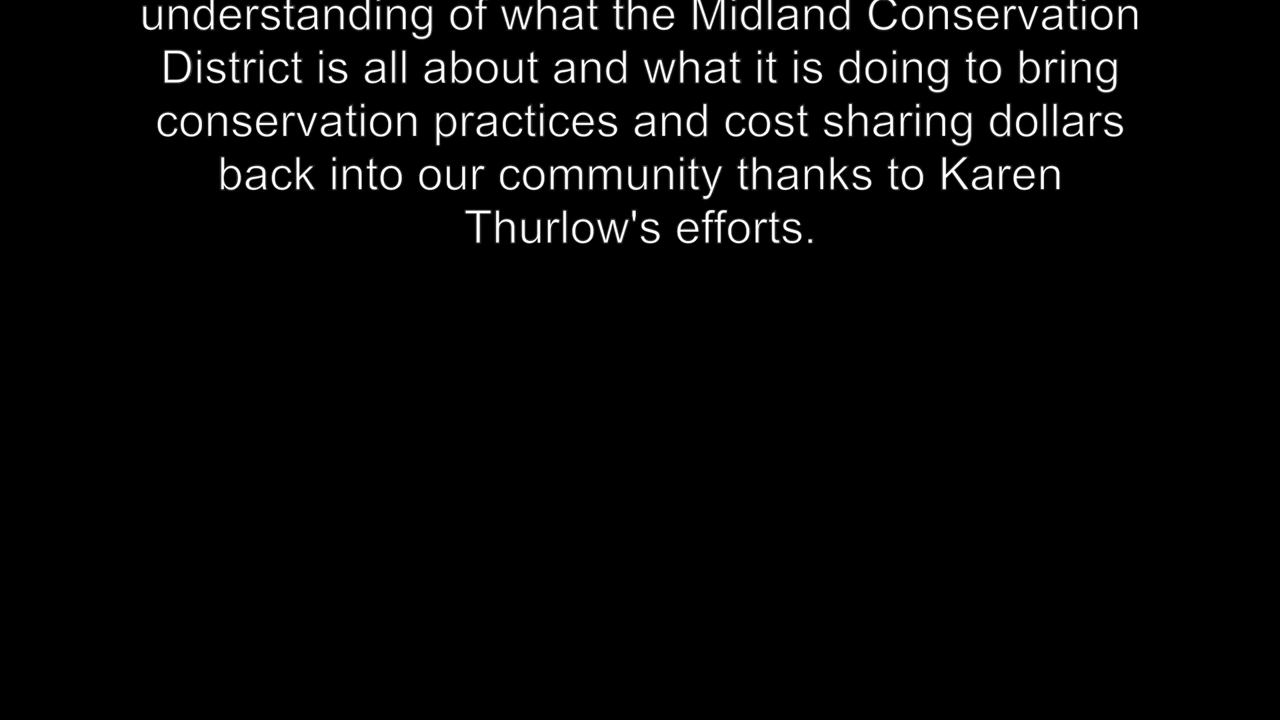 understanding of what the Midland Conservation
District is all about and what it is doing to bring
conservation practices and cost sharing dollars
back into our community thanks to Karen
Thurlow's efforts.